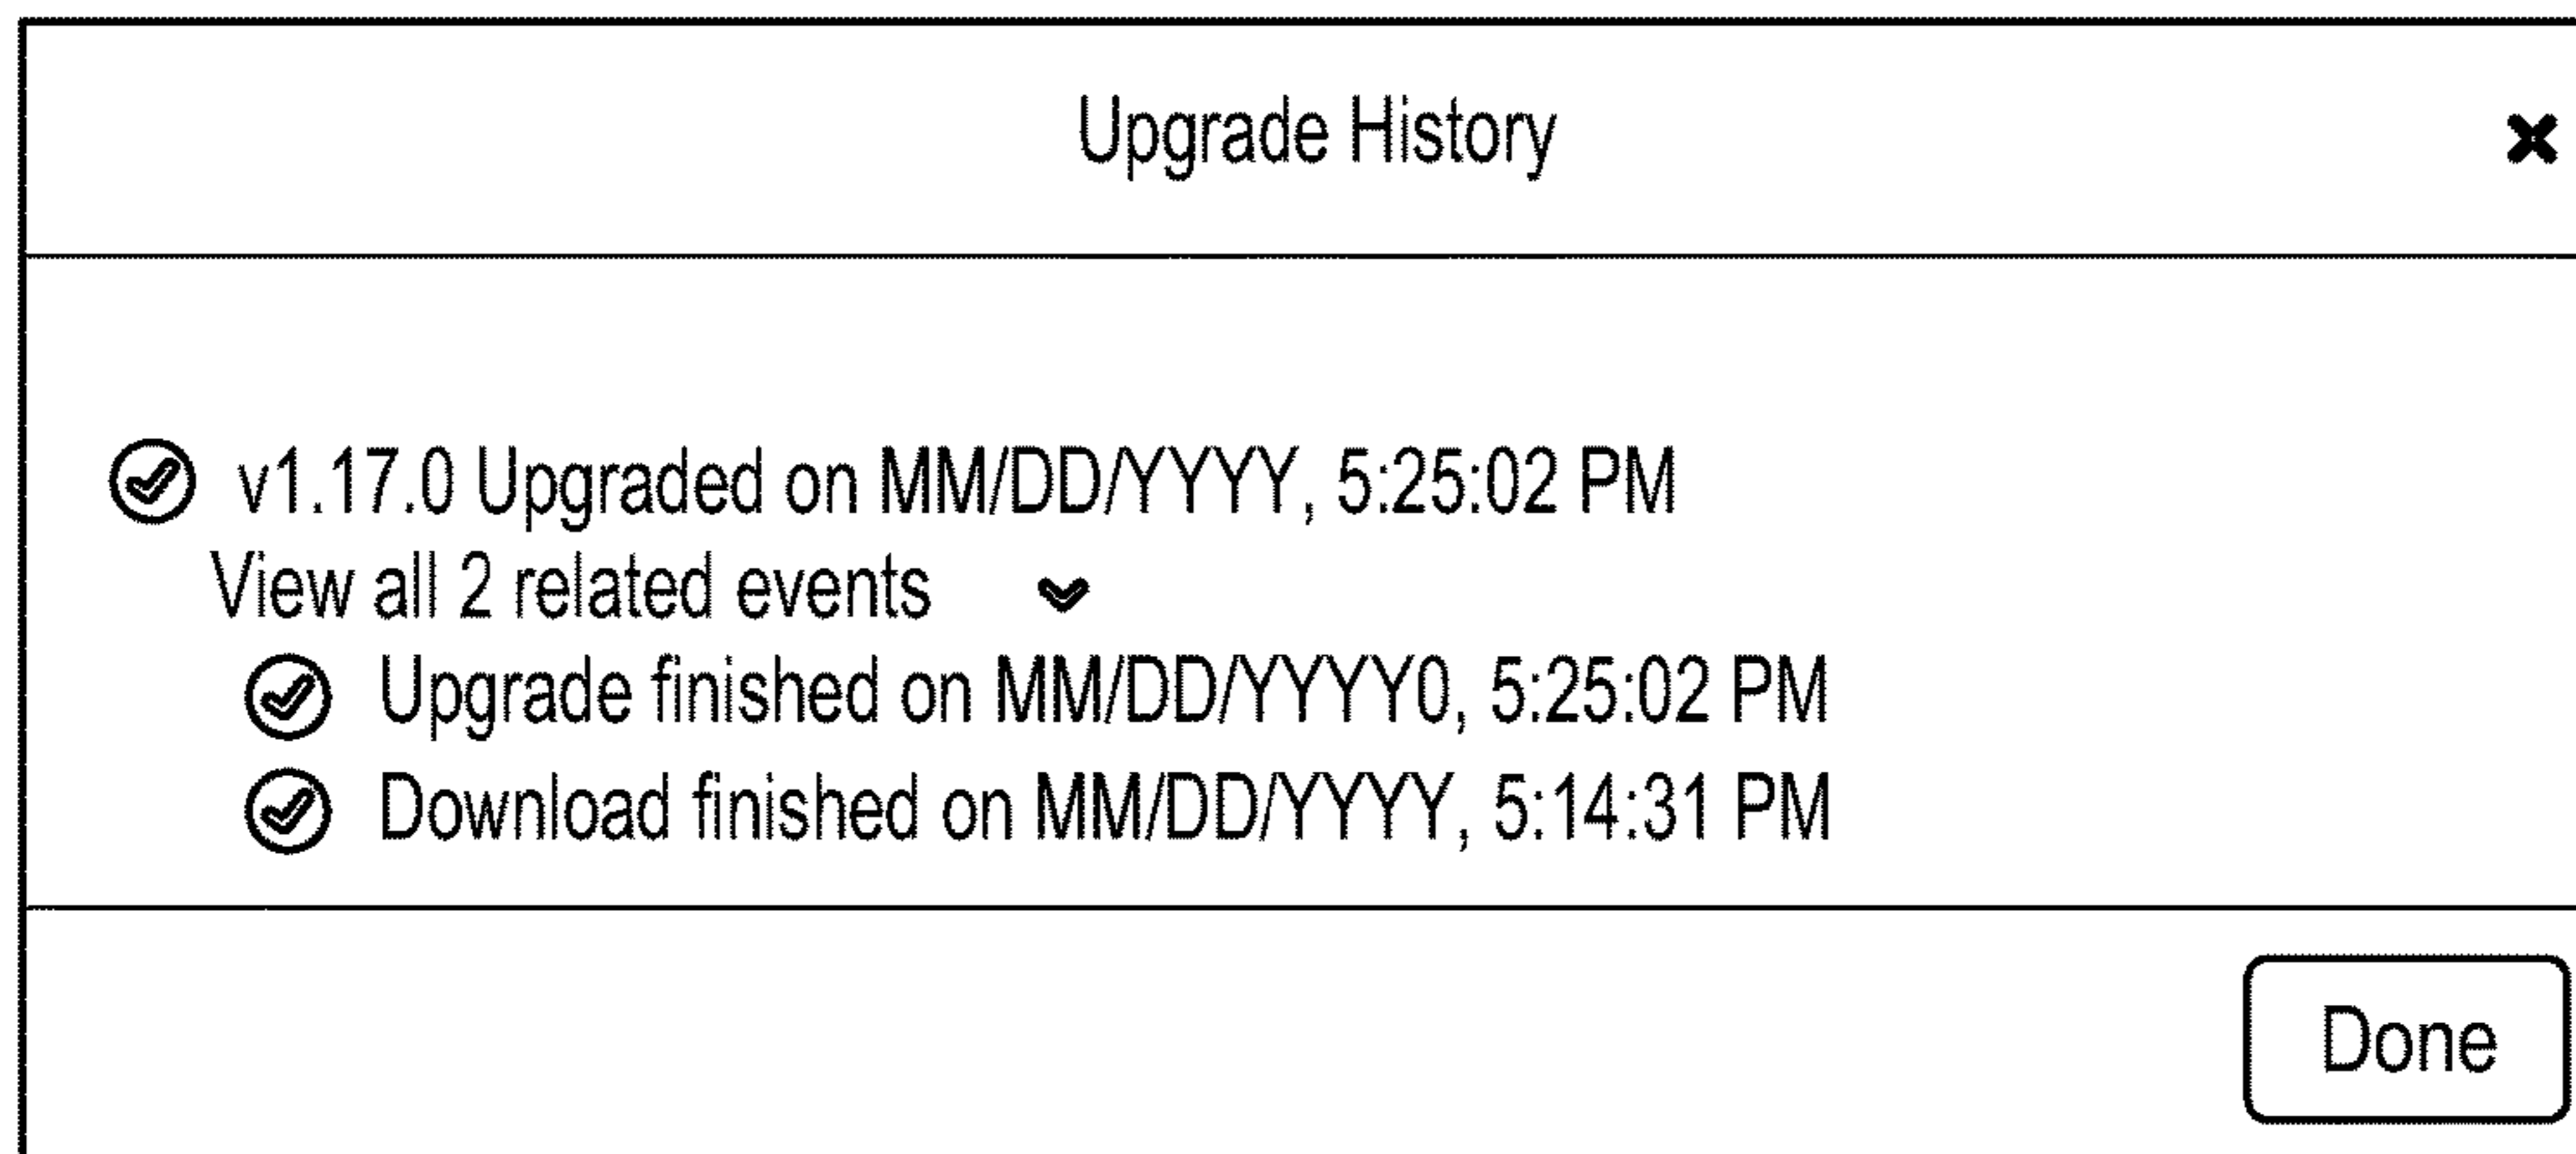 Upgrade History
v1.17.0 Upgraded on MM/DD/YYYY, 5:25:02 PM
View all 2 related events
Upgrade finished on MM/DD/YYYY0, 5:25:02 PM
Download finished on MM/DD/YYYY, 5:14:31 PM
Done